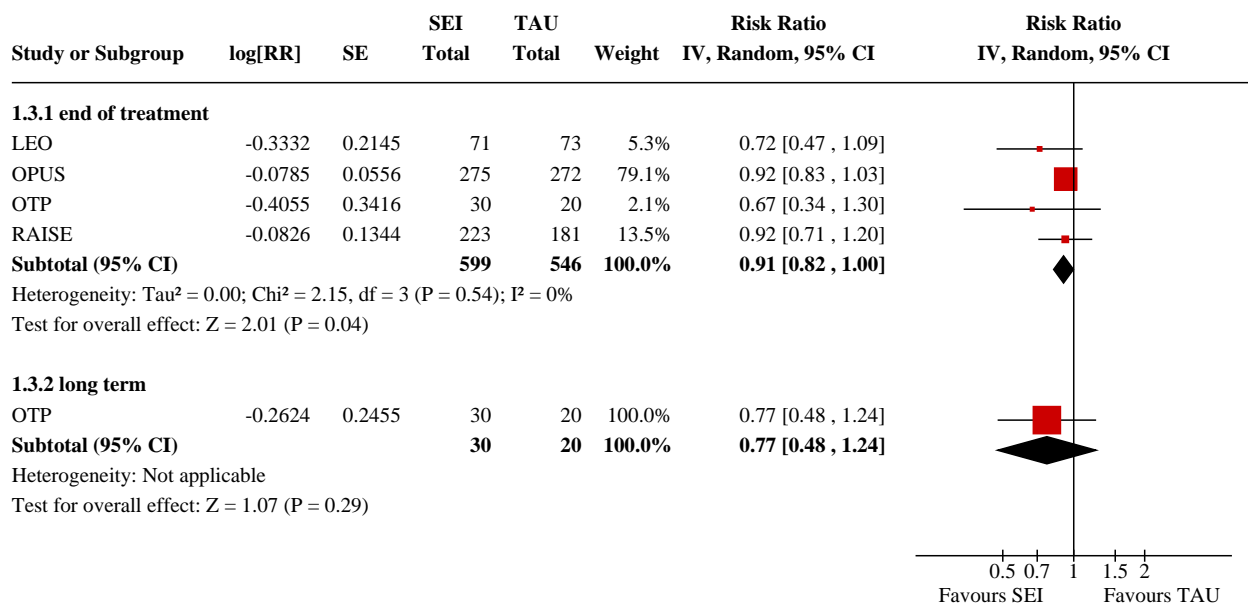 SEI TAU Risk Ratio Risk Ratio
Study or Subgroup log[RR] SE Total Total Weight IV, Random, 95% CI IV, Random, 95% CI
1.3.1 end of treatment
LEO -0.3332 0.2145 71 73 5.3% 0.72 [0.47 , 1.09]
OPUS -0.0785 0.0556 275 272 79.1% 0.92 [0.83 , 1.03]
OTP -0.4055 0.3416 30 20 2.1% 0.67 [0.34 , 1.30]
RAISE -0.0826 0.1344 223 181 13.5% 0.92 [0.71 , 1.20]
Subtotal (95% CI) 599 546 100.0% 0.91 [0.82 , 1.00]
Heterogeneity: Tau² = 0.00; Chi² = 2.15, df = 3 (P = 0.54); I² = 0%
Test for overall effect: Z = 2.01 (P = 0.04)
1.3.2 long term
OTP -0.2624 0.2455 30 20 100.0% 0.77 [0.48 , 1.24]
Subtotal (95% CI) 30 20 100.0% 0.77 [0.48 , 1.24]
Heterogeneity: Not applicable
Test for overall effect: Z = 1.07 (P = 0.29)
0.5 0.7 1 1.5 2
Favours SEI Favours TAU